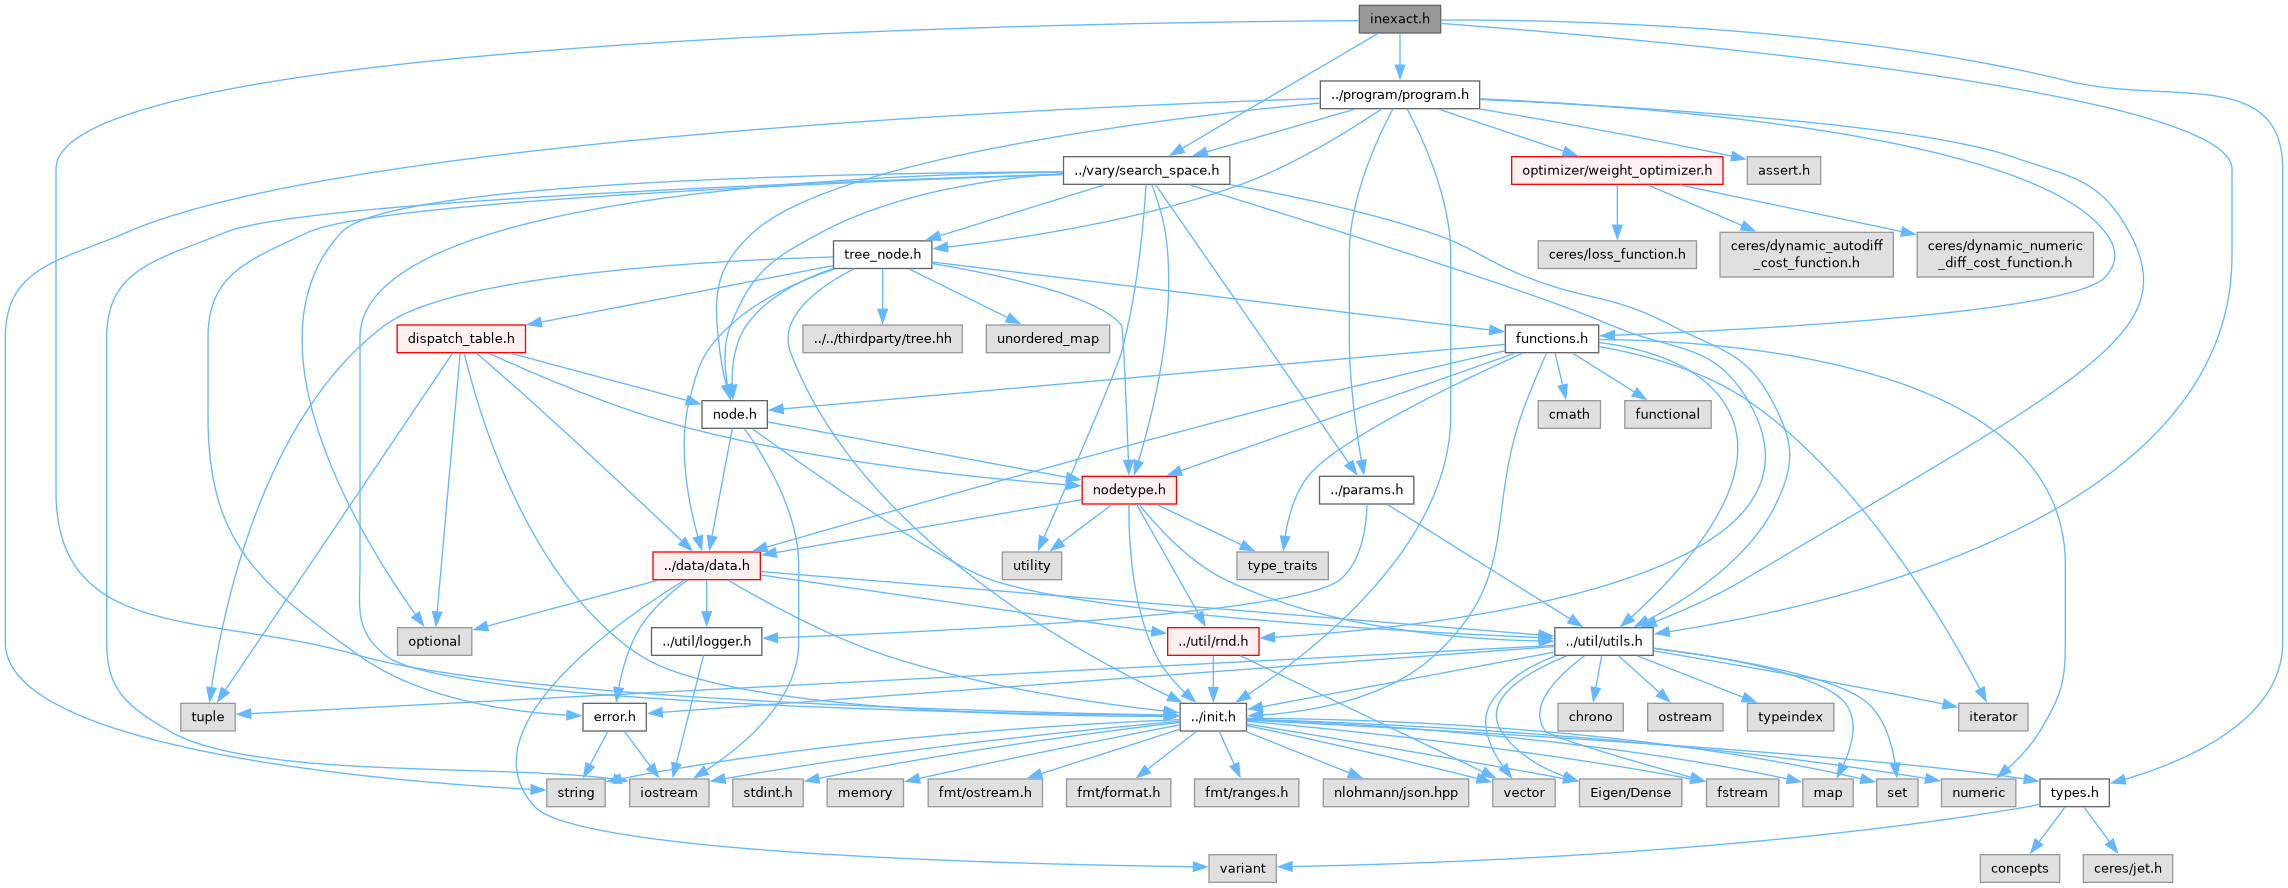 inexact.h
../program/program.h
../vary/search_space.h
optimizer/weight_optimizer.h
assert.h
tree_node.h
ceres/loss_function.h
ceres/dynamic_autodiff
_cost_function.h
ceres/dynamic_numeric
_diff_cost_function.h
dispatch_table.h
../../thirdparty/tree.hh
unordered_map
functions.h
node.h
cmath
functional
nodetype.h
../params.h
../data/data.h
utility
type_traits
optional
../util/logger.h
../util/rnd.h
../util/utils.h
tuple
error.h
../init.h
chrono
ostream
typeindex
iterator
string
iostream
stdint.h
memory
fmt/ostream.h
fmt/format.h
fmt/ranges.h
nlohmann/json.hpp
vector
Eigen/Dense
fstream
map
set
numeric
types.h
variant
concepts
ceres/jet.h